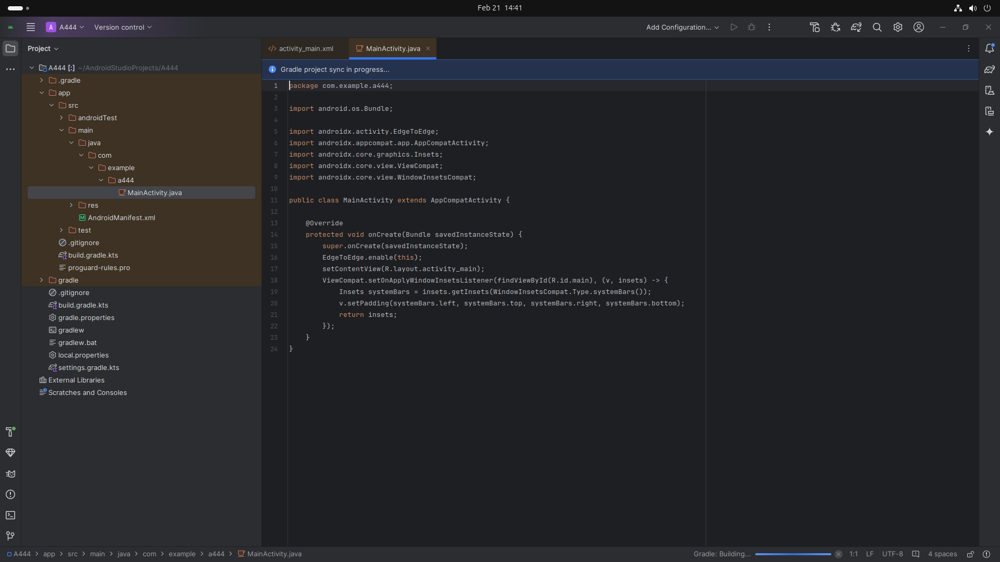 Feb 21 14:41
A A444 Version control Add Configuration...
Project
activity_main.xml MainActivity.java
Gradle project sync in progress...
A444 [:] ~/AndroidStudioProjects/A444
.gradle
app
src
androidTest
main
java
com
example
a444
MainActivity.java
res
AndroidManifest.xml
test
.gitignore
build.gradle.kts
proguard-rules.pro
gradle
.gitignore
build.gradle.kts
gradle.properties
gradlew
gradlew.bat
local.properties
settings.gradle.kts
External Libraries
Scratches and Consoles
1 package com.example.a444;
2
3 import android.os.Bundle;
4
5 import androidx.activity.EdgeToEdge;
6 import androidx.appcompat.app.AppCompatActivity;
7 import androidx.core.graphics.Insets;
8 import androidx.core.view.ViewCompat;
9 import androidx.core.view.WindowInsetsCompat;
10
11 public class MainActivity extends AppCompatActivity {
12
13 @Override
14 protected void onCreate(Bundle savedInstanceState) {
15 super.onCreate(savedInstanceState);
16 EdgeToEdge.enable(this);
17 setContentView(R.layout.activity_main);
18 ViewCompat.setOnApplyWindowInsetsListener(findViewById(R.id.main), (v, insets) -> {
19 Insets systemBars = insets.getInsets(WindowInsetsCompat.Type.systemBars());
20 v.setPadding(systemBars.left, systemBars.top, systemBars.right, systemBars.bottom);
21 return insets;
22 });
23 }
24 }
A444 > app > src > main > java > com > example > a444 > MainActivity.java Gradle: Building... 1:1 LF UTF-8 4 spaces